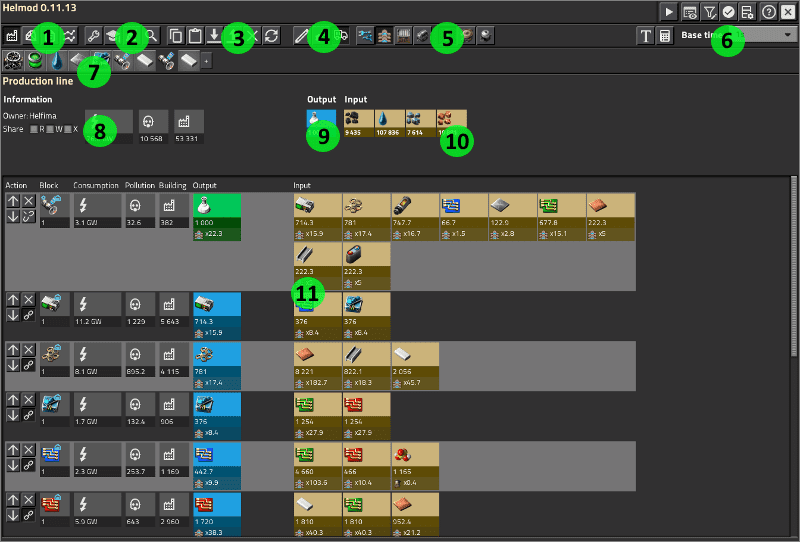 Helmod 0.11.13
1
2
3
4
5
Base time
6
7
Production line
Information
Output
Input
Owner: Helfima
Share R W X
8
10 568
53 331
9
9 435
107 836
7 614
10
Action Block Consumption Pollution Building Output Input
1 3.1 GW 32.6 382 1 000 714.3 781 747.7 66.7 122.9 677.8 222.3
x22.3 x15.9 x17.4 x16.7 x1.5 x2.8 x15.1 x5
222.3 222.3
x5
11
1 11.2 GW 1 229 5 643 714.3 376 376
x15.9 x8.4 x8.4
1 8.1 GW 895.2 4 115 781 8 221 822.1 2 056
x17.4 x182.7 x18.3 x45.7
1 1.7 GW 132.4 906 376 1 254 1 254
x8.4 x27.9 x27.9
1 2.3 GW 253.7 1 169 442.7 4 660 466 1 165
x9.9 x103.6 x10.4 x0.4
1 5.9 GW 643 2 960 1 720 1 810 1 810 952.4
x38.3 x40.3 x40.3 x21.2